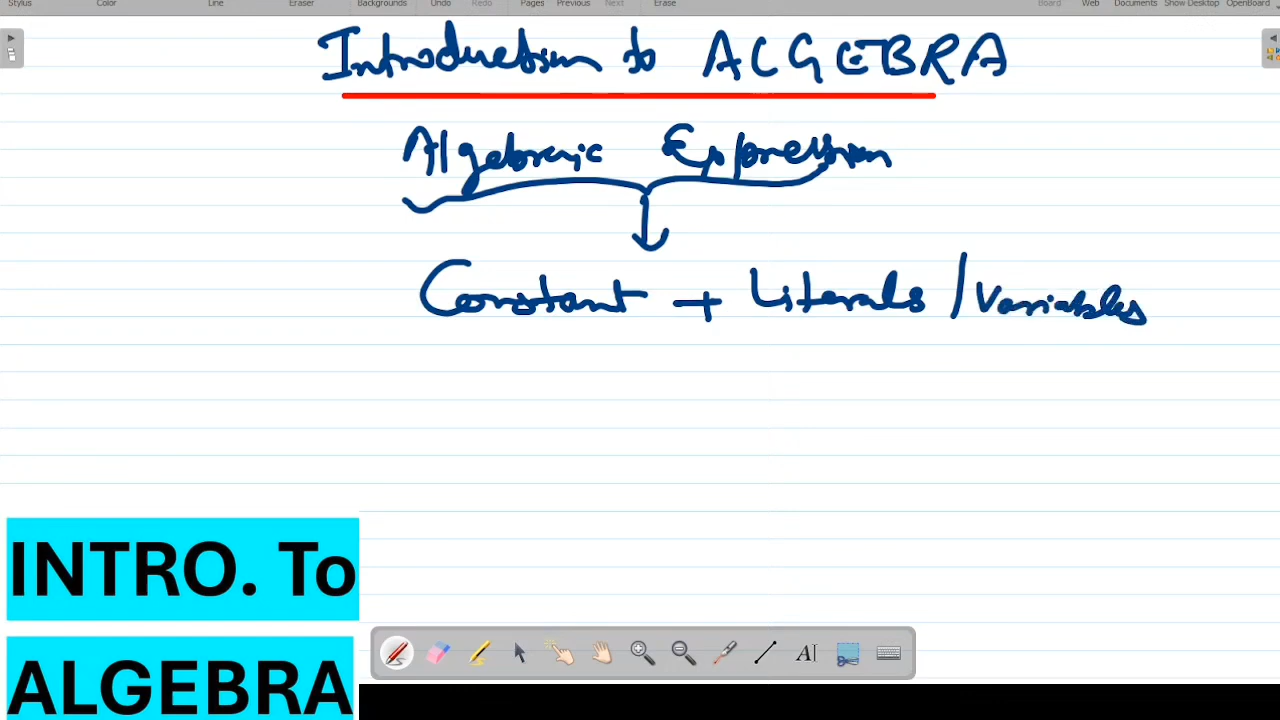 Stylus Color Line Eraser Backgrounds Undo Redo Pages Previous Next Erase Board Web Documents Show Desktop OpenBoard
Introduction to ALGEBRA
Algebraic Expression
Constant + Literals / Variables
INTRO. To
ALGEBRA